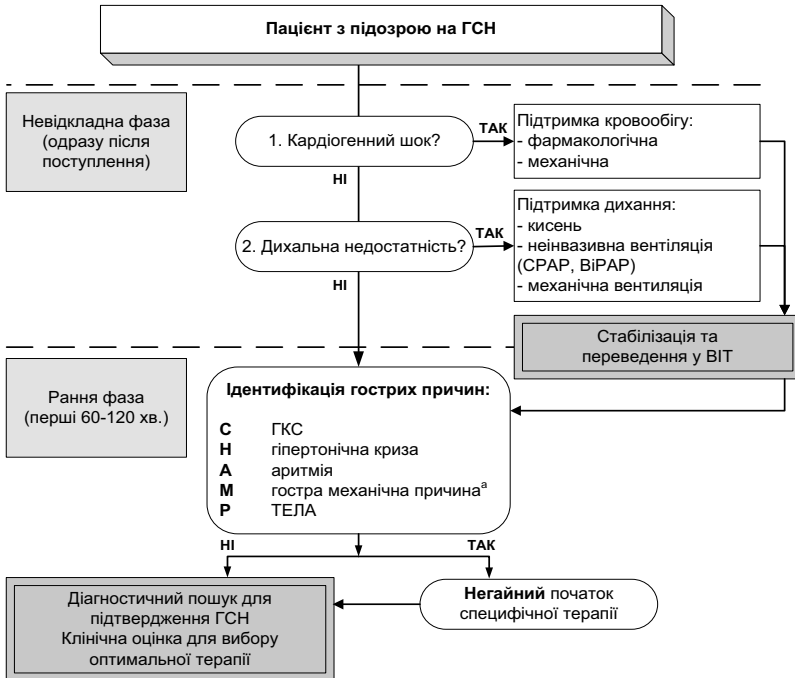 Пацієнт з підозрою на ГСН
Невідкладна фаза
(одразу після
поступлення)
1. Кардіогенний шок?
ТАК
Підтримка кровообігу:
- фармакологічна
- механічна
НІ
2. Дихальна недостатність?
ТАК
Підтримка дихання:
- кисень
- неінвазивна вентіляція
(CPAP, BiPAP)
- механічна вентиляція
НІ
Стабілізація та
переведення у ВІТ
Рання фаза
(перші 60-120 хв.)
Ідентифікація гострих причин:
С ГКС
Н гіпертонічна криза
А аритмія
М гостра механічна причинаª
Р ТЕЛА
НІ
ТАК
Діагностичний пошук для
підтвердження ГСН
Клінічна оцінка для вибору
оптимальної терапії
Негайний початок
специфічної терапії